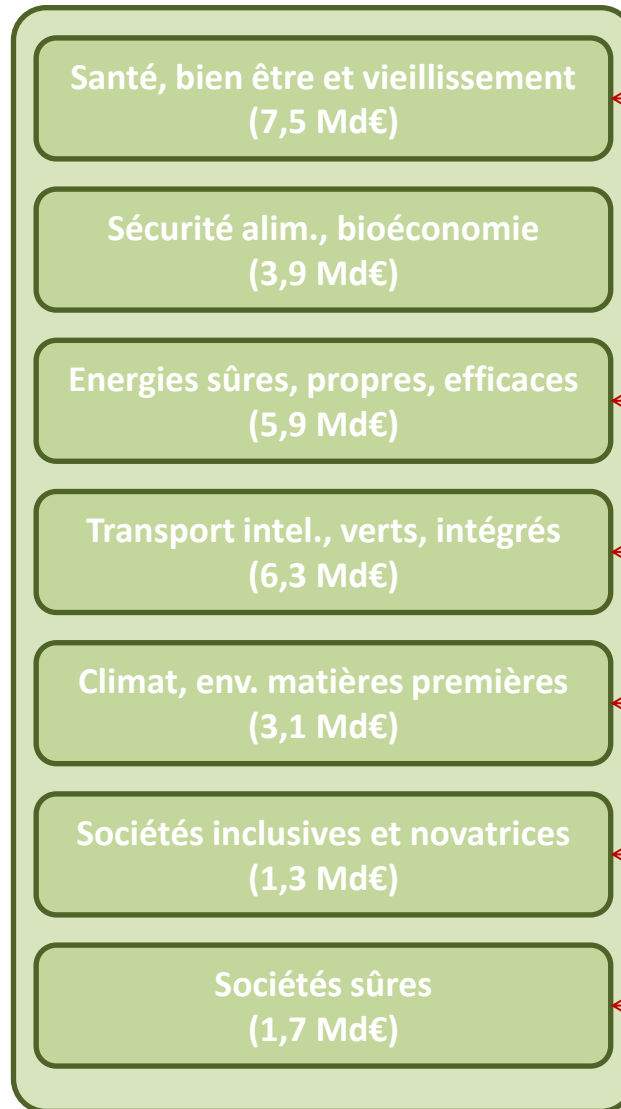 Santé, bien être et vieillissement
(7,5 Md€)
Sécurité alim., bioéconomie
(3,9 Md€)
Energies sûres, propres, efficaces
(5,9 Md€)
Transport intel., verts, intégrés
(6,3 Md€)
Climat, env. matières premières
(3,1 Md€)
Sociétés inclusives et novatrices
(1,3 Md€)
Sociétés sûres
(1,7 Md€)